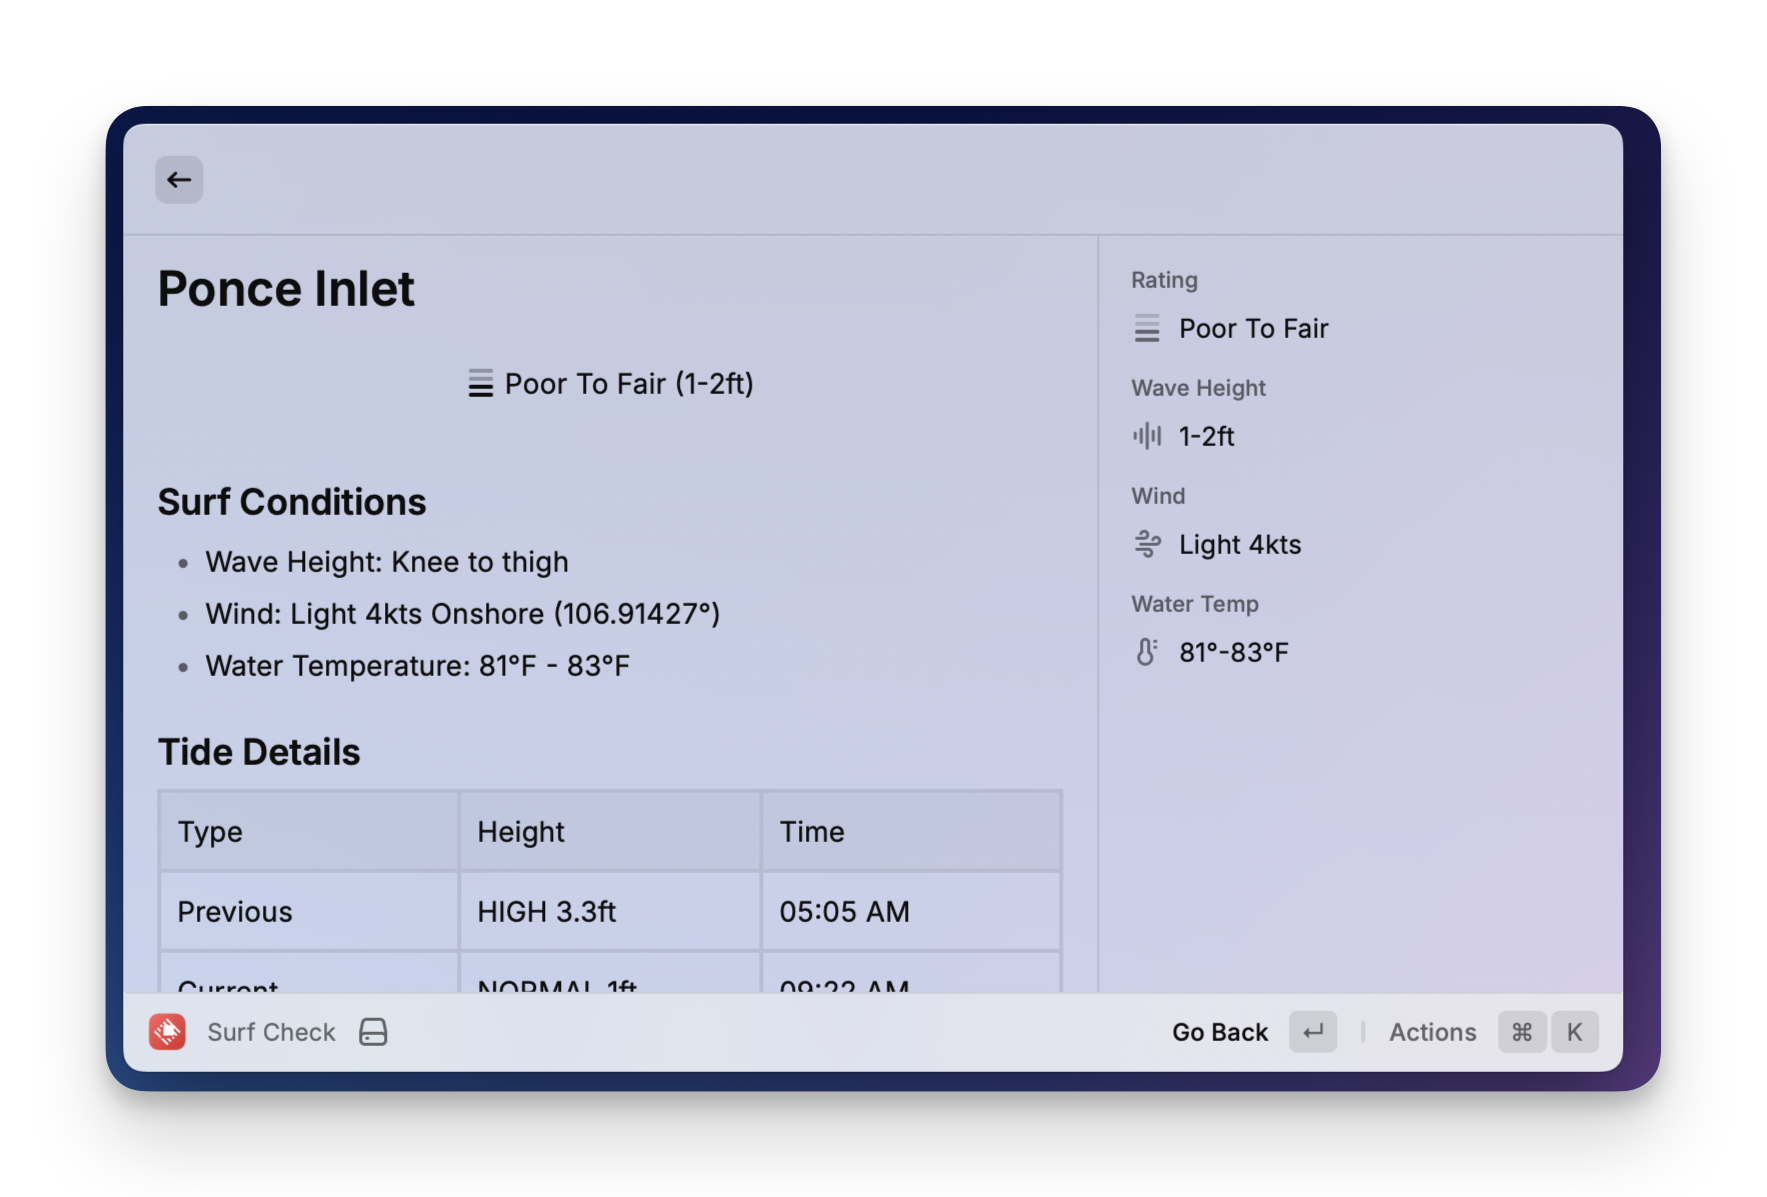 Ponce Inlet
Poor To Fair (1-2ft)
Surf Conditions
• Wave Height: Knee to thigh
• Wind: Light 4kts Onshore (106.91427°)
• Water Temperature: 81°F - 83°F
Tide Details
Type Height Time
Previous HIGH 3.3ft 05:05 AM
Current NORMAL 1ft 09:22 AM
Rating
Poor To Fair
Wave Height
1-2ft
Wind
Light 4kts
Water Temp
81°-83°F
Surf Check
Go Back
Actions ⌘ K